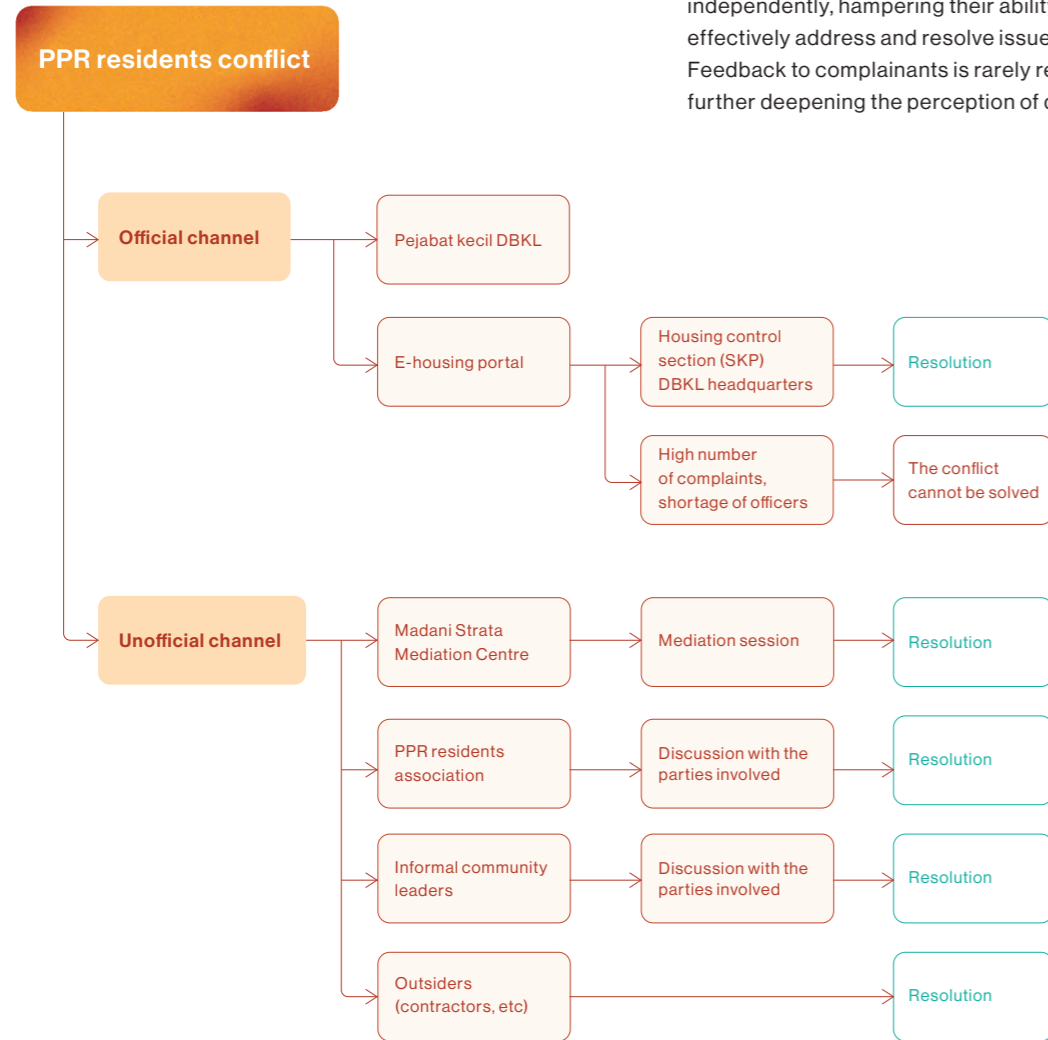 independently, hampering their ability
effectively address and resolve issue
Feedback to complainants is rarely re
further deepening the perception of
PPR residents conflict
Official channel
Pejabat kecil DBKL
E-housing portal
Housing control
section (SKP)
DBKL headquarters
Resolution
High number
of complaints,
shortage of officers
The conflict
cannot be solved
Unofficial channel
Madani Strata
Mediation Centre
Mediation session
Resolution
PPR residents
association
Discussion with the
parties involved
Resolution
Informal community
leaders
Discussion with the
parties involved
Resolution
Outsiders
(contractors, etc)
Resolution